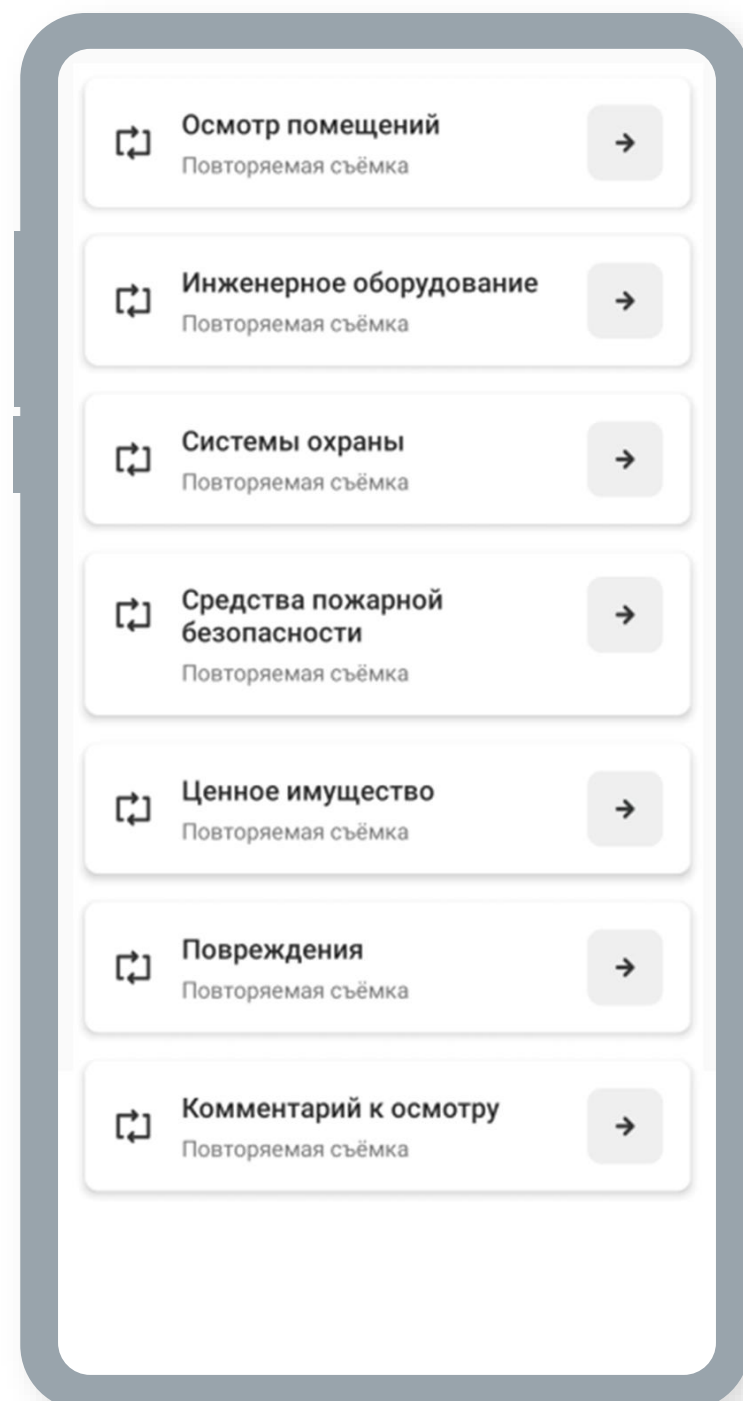 Осмотр помещений
Повторяемая съёмка
Инженерное оборудование
Повторяемая съёмка
Системы охраны
Повторяемая съёмка
Средства пожарной
безопасности
Повторяемая съёмка
Ценное имущество
Повторяемая съёмка
Повреждения
Повторяемая съёмка
Комментарий к осмотру
Повторяемая съёмка